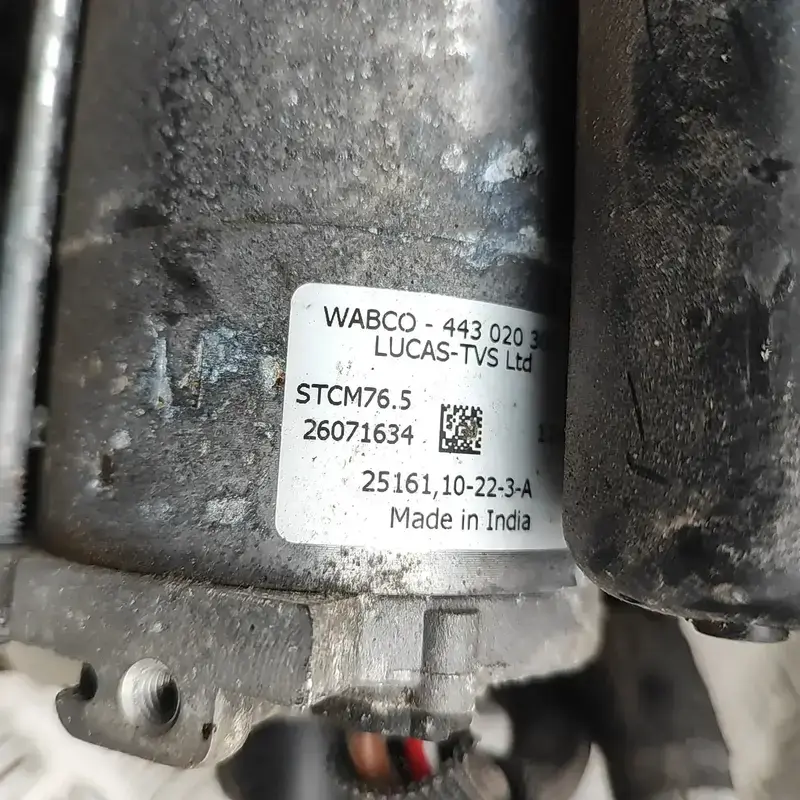 WABCO - 443 020
LUCAS-TVS Ltd
STCM76.5
26071634
25161,10-22-3-A
Made in India